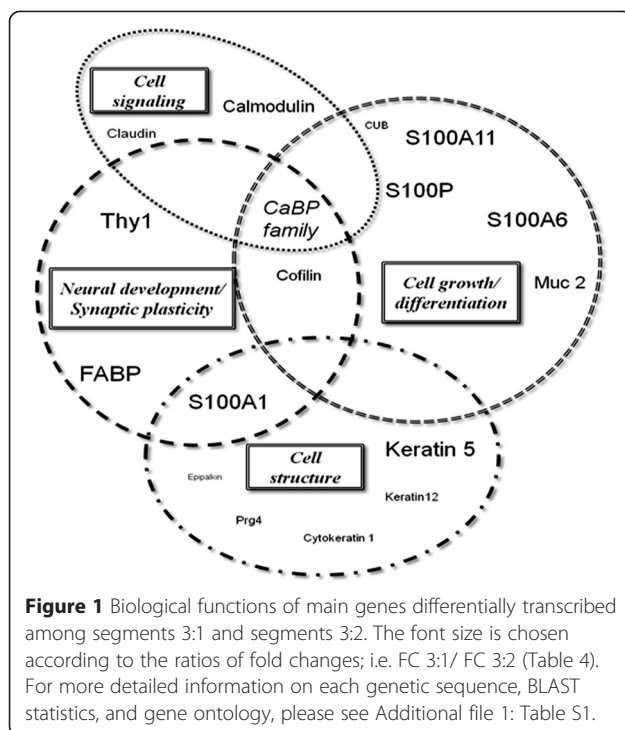 Cell
signaling
Calmodulin
Claudin
CUB
S100A11
S100P
S100A6
CaBP
family
Thy1
Cofilin
Neural development/
Synaptic plasticity
Cell growth/
differentiation
Muc 2
FABP
S100A1
Keratin 5
Cell
structure
Epipalkin
Keratin12
Prg4
Cytokeratin 1
Figure 1 Biological functions of main genes differentially transcribed
among segments 3:1 and segments 3:2. The font size is chosen
according to the ratios of fold changes; i.e. FC 3:1/ FC 3:2 (Table 4).
For more detailed information on each genetic sequence, BLAST
statistics, and gene ontology, please see Additional file 1: Table S1.